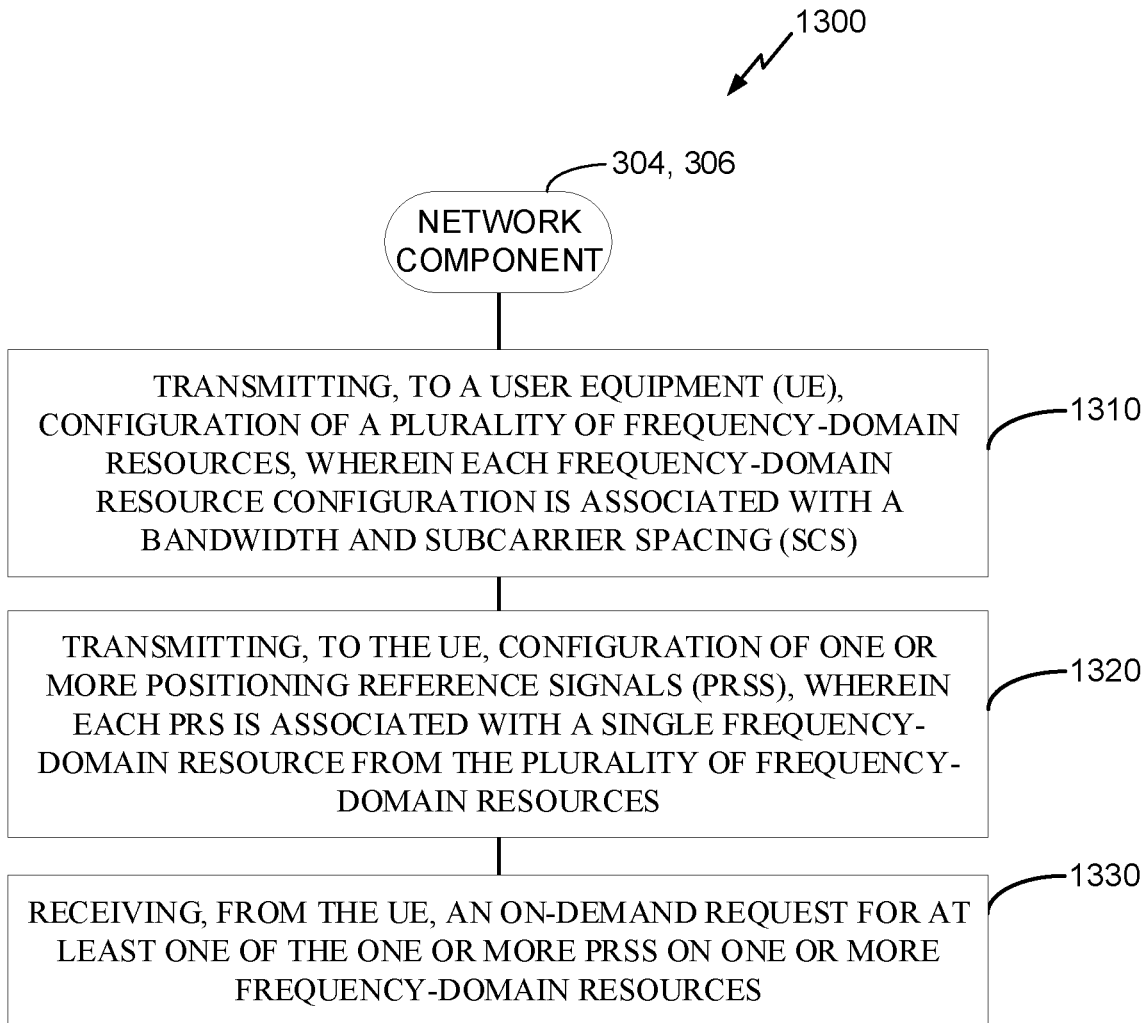 1300
304, 306
NETWORK
COMPONENT
TRANSMITTING, TO A USER EQUIPMENT (UE),
CONFIGURATION OF A PLURALITY OF FREQUENCY-DOMAIN
RESOURCES, WHEREIN EACH FREQUENCY-DOMAIN
RESOURCE CONFIGURATION IS ASSOCIATED WITH A
BANDWIDTH AND SUBCARRIER SPACING (SCS)
1310
TRANSMITTING, TO THE UE, CONFIGURATION OF ONE OR
MORE POSITIONING REFERENCE SIGNALS (PRSS), WHEREIN
EACH PRS IS ASSOCIATED WITH A SINGLE FREQUENCY-
DOMAIN RESOURCE FROM THE PLURALITY OF FREQUENCY-
DOMAIN RESOURCES
1320
RECEIVING, FROM THE UE, AN ON-DEMAND REQUEST FOR AT
LEAST ONE OF THE ONE OR MORE PRSS ON ONE OR MORE
FREQUENCY-DOMAIN RESOURCES
1330